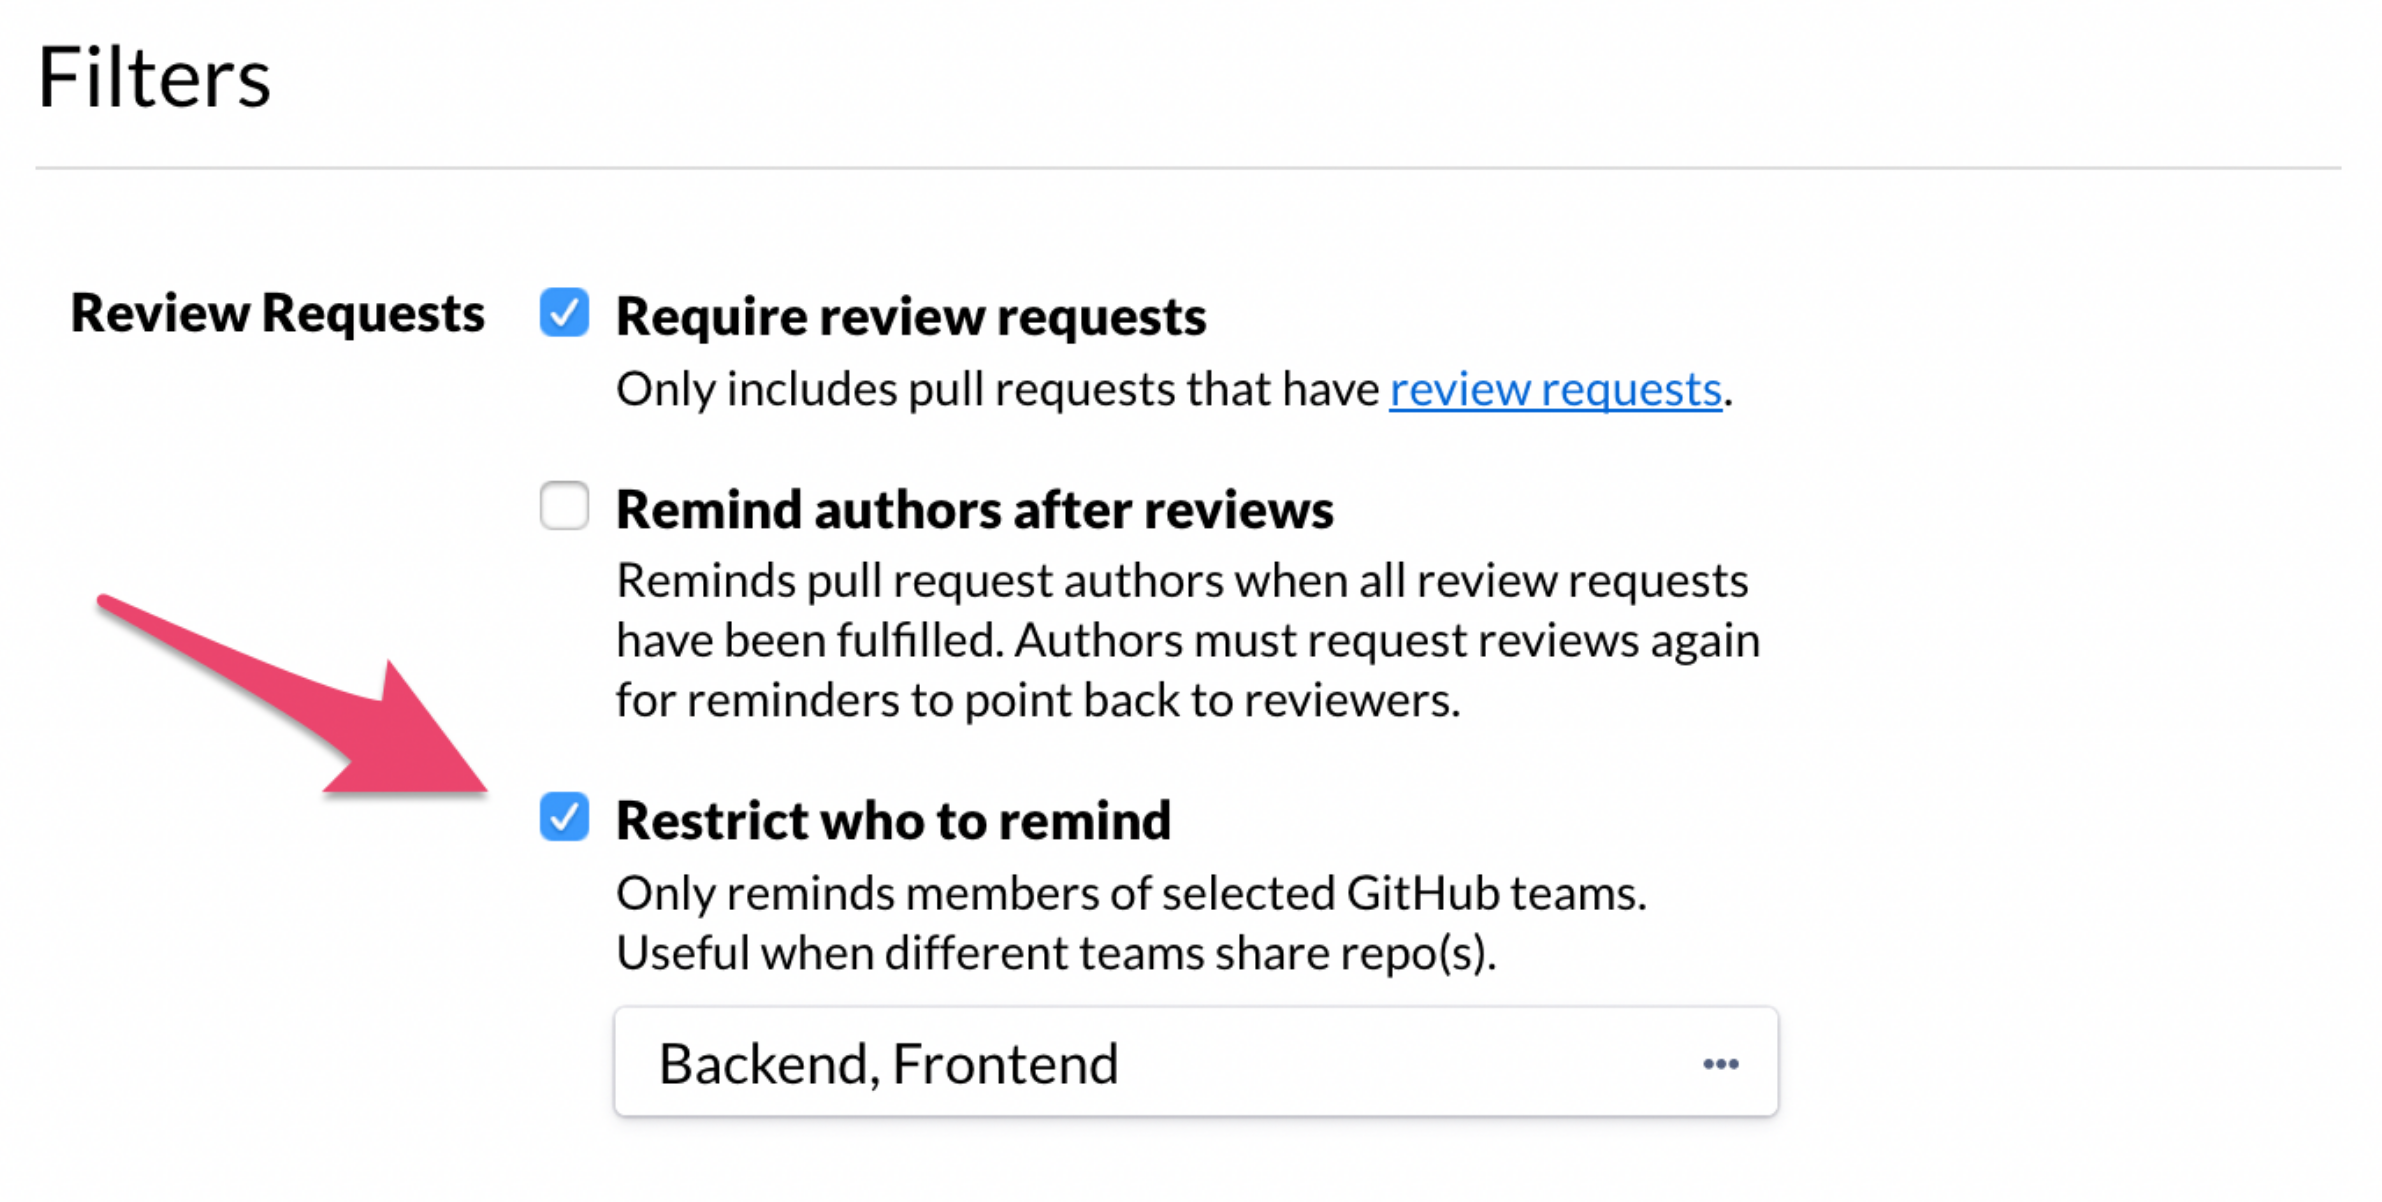 Filters
Review Requests
Require review requests
Only includes pull requests that have review requests.
Remind authors after reviews
Reminds pull request authors when all review requests
have been fulfilled. Authors must request reviews again
for reminders to point back to reviewers.
Restrict who to remind
Only reminds members of selected GitHub teams.
Useful when different teams share repo(s).
Backend, Frontend